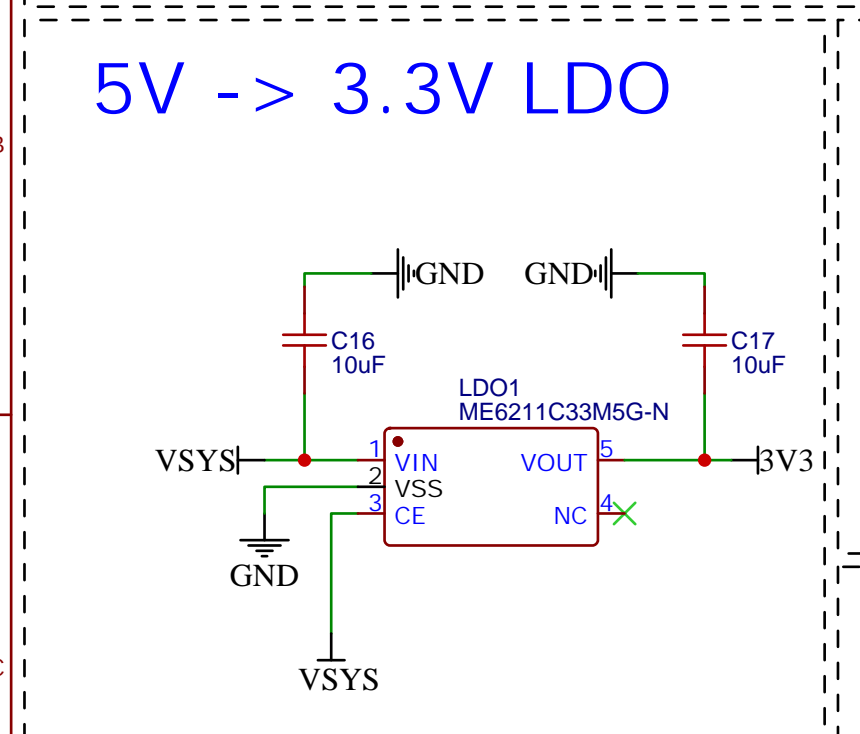 5V -> 3.3V LDO
GND
GND
C16
10uF
C17
10uF
LDO1
ME6211C33M5G-N
VSYS
1
VIN
VOUT
5
3V3
2
VSS
3
CE
NC
4
GND
VSYS